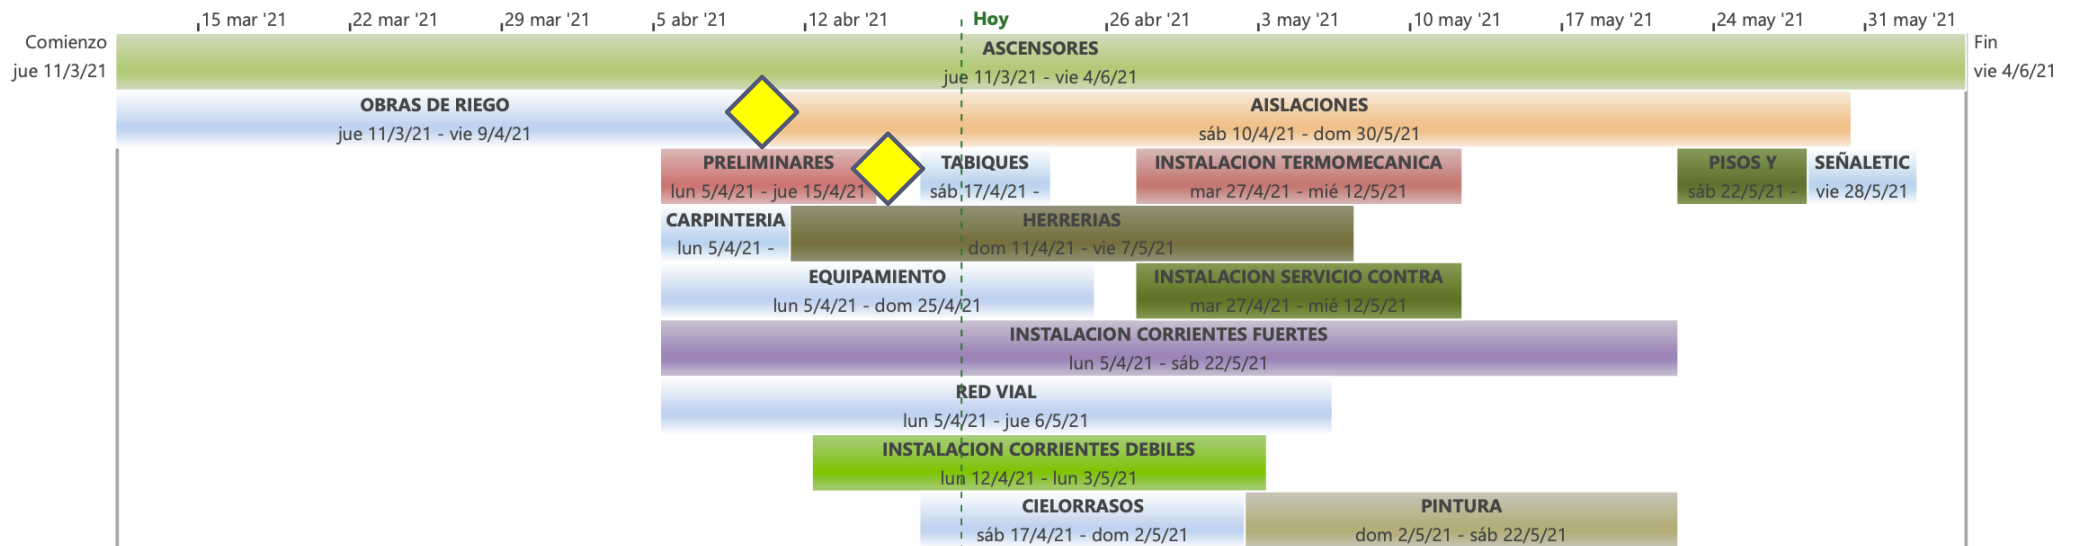 15 mar '21 22 mar '21 29 mar '21 5 abr '21 12 abr '21 Hoy 26 abr '21 3 may '21 10 may '21 17 may '21 24 may '21 31 may '21
Comienzo
jue 11/3/21
ASCENSORES
jue 11/3/21 - vie 4/6/21
Fin
vie 4/6/21
OBRAS DE RIEGO
jue 11/3/21 - vie 9/4/21
AISLACIONES
sáb 10/4/21 - dom 30/5/21
PRELIMINARES
lun 5/4/21 - jue 15/4/21
TABIQUES
sáb 17/4/21 -
INSTALACION TERMOMECANICA
mar 27/4/21 - mié 12/5/21
PISOS Y
sáb 22/5/21 -
SEÑALETIC
vie 28/5/21
CARPINTERIA
lun 5/4/21 -
HERRERIAS
dom 11/4/21 - vie 7/5/21
EQUIPAMIENTO
lun 5/4/21 - dom 25/4/21
INSTALACION SERVICIO CONTRA
mar 27/4/21 - mié 12/5/21
INSTALACION CORRIENTES FUERTES
lun 5/4/21 - sáb 22/5/21
RED VIAL
lun 5/4/21 - jue 6/5/21
INSTALACION CORRIENTES DEBILES
lun 12/4/21 - lun 3/5/21
CIELORRASOS
sáb 17/4/21 - dom 2/5/21
PINTURA
dom 2/5/21 - sáb 22/5/21